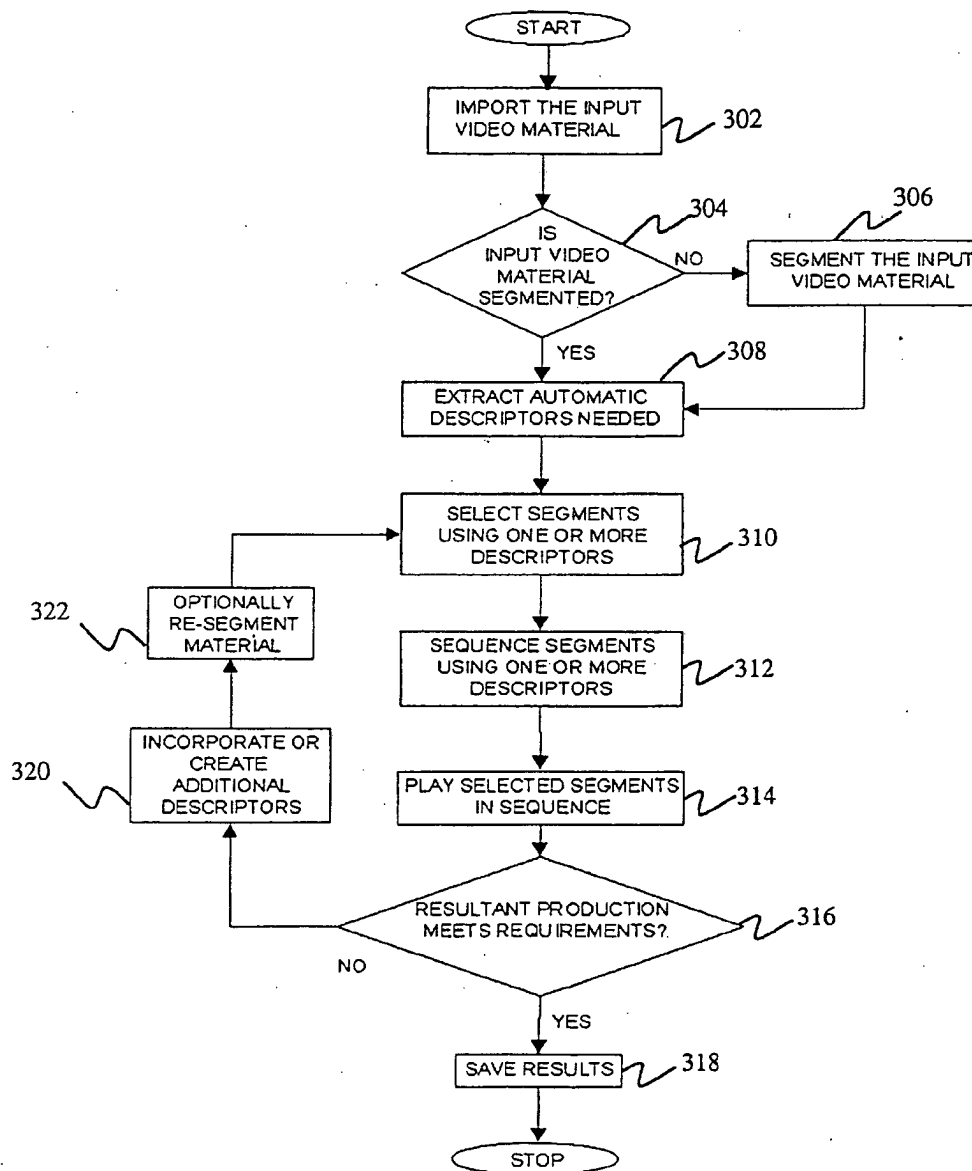 START
IMPORT THE INPUT
VIDEO MATERIAL
302
304
IS
INPUT VIDEO
MATERIAL
SEGMENTED?
NO
306
SEGMENT THE INPUT
VIDEO MATERIAL
YES
308
EXTRACT AUTOMATIC
DESCRIPTORS NEEDED
SELECT SEGMENTS
USING ONE OR MORE
DESCRIPTORS
310
322
OPTIONALLY
RE-SEGMENT
MATERIAL
SEQUENCE SEGMENTS
USING ONE OR MORE
DESCRIPTORS
312
320
INCORPORATE OR
CREATE
ADDITIONAL
DESCRIPTORS
PLAY SELECTED SEGMENTS
IN SEQUENCE
314
RESULTANT PRODUCTION
MEETS REQUIREMENTS?
316
NO
YES
SAVE RESULTS
318
STOP